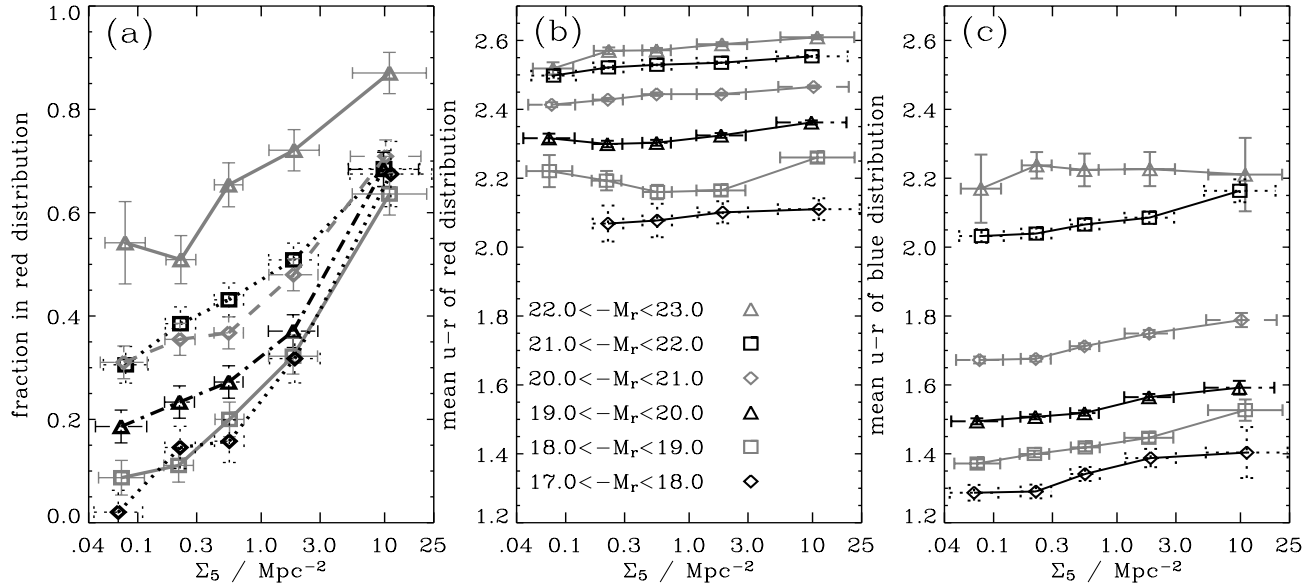 (a)
fraction in red distribution
1.0
0.8
0.6
0.4
0.2
0.0
.04 0.1 0.3 1.0 3.0 10 25
Σ₅ / Mpc⁻²
(b)
mean u-r of red distribution
2.6
2.4
2.2
2.0
1.8
1.6
1.4
1.2
22.0<-Mᵣ<23.0
21.0<-Mᵣ<22.0
20.0<-Mᵣ<21.0
19.0<-Mᵣ<20.0
18.0<-Mᵣ<19.0
17.0<-Mᵣ<18.0
.04 0.1 0.3 1.0 3.0 10 25
Σ₅ / Mpc⁻²
(c)
mean u-r of blue distribution
2.6
2.4
2.2
2.0
1.8
1.6
1.4
1.2
.04 0.1 0.3 1.0 3.0 10 25
Σ₅ / Mpc⁻²